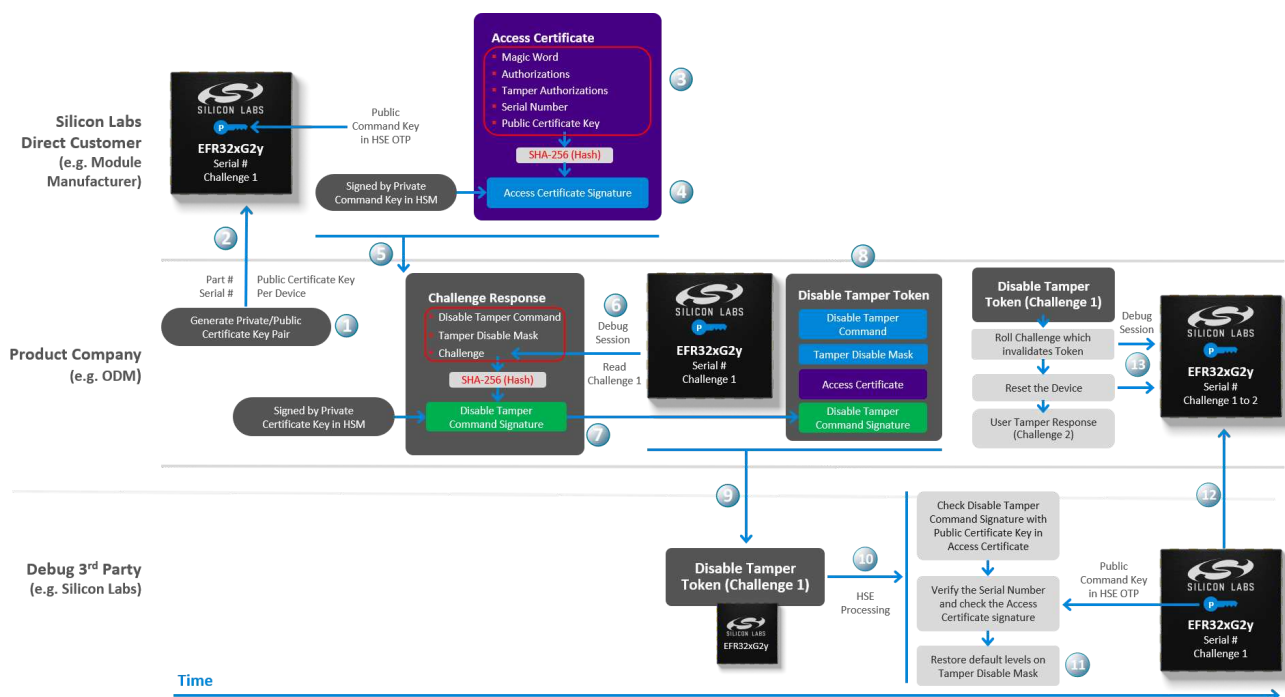 Silicon Labs
Direct Customer
(e.g. Module
Manufacturer)
SILICON LABS
P
EFR32xG2y
Serial #
Challenge 1
Public
Command Key
in HSE OTP
Access Certificate
Magic Word
Authorizations
Tamper Authorizations
Serial Number
Public Certificate Key
3
SHA-256 (Hash)
Signed by Private
Command Key in HSM
Access Certificate Signature
4
2
5
Product Company
(e.g. ODM)
Part #
Serial #
Public Certificate Key
Per Device
Generate Private/Public
Certificate Key Pair
1
Challenge Response
Disable Tamper Command
Tamper Disable Mask
Challenge
SHA-256 (Hash)
Signed by Private
Certificate Key in HSM
Disable Tamper
Command Signature
7
6
Debug
Session
Read
Challenge 1
SILICON LABS
P
EFR32xG2y
Serial #
Challenge 1
8
Disable Tamper Token
Disable Tamper
Command
Tamper Disable Mask
Access Certificate
Disable Tamper
Command Signature
Disable Tamper
Token (Challenge 1)
Roll Challenge which
invalidates Token
Reset the Device
User Tamper Response
(Challenge 2)
Debug
Session
13
SILICON LABS
P
EFR32xG2y
Serial #
Challenge 1 to 2
Debug 3rd Party
(e.g. Silicon Labs)
9
Disable Tamper
Token (Challenge 1)
SILICON LABS
EFR32xG2y
10
HSE
Processing
Check Disable Tamper
Command Signature with
Public Certificate Key in
Access Certificate
Verify the Serial Number
and check the Access
Certificate signature
Restore default levels on
Tamper Disable Mask
11
Public
Command Key
in HSE OTP
12
SILICON LABS
P
EFR32xG2y
Serial #
Challenge 1
Time